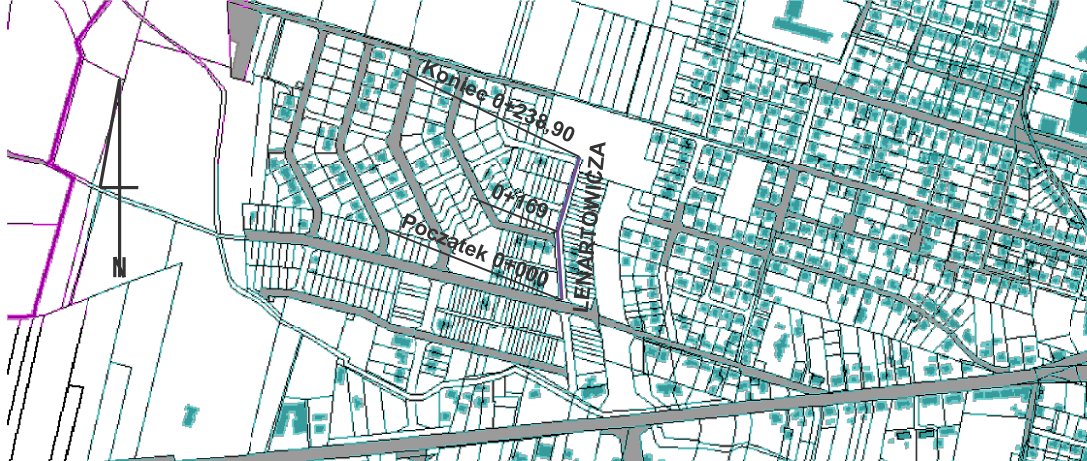 Koniec 0+238,90
0+169
Początek 0+000
LENARTOWICZA
N